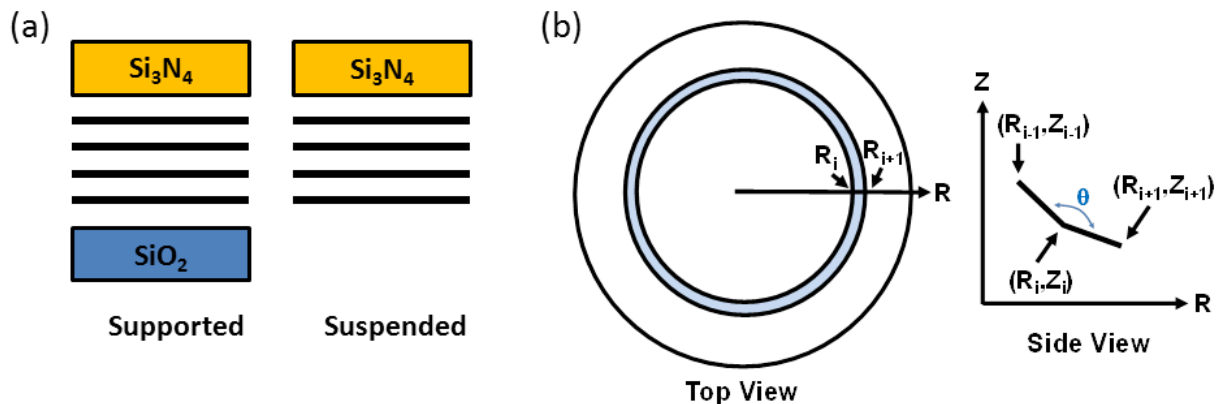 (a)
Si₃N₄
Si₃N₄
SiO₂
Supported
Suspended
(b)
Rᵢ
Rᵢ₊₁
R
Top View
Z
(Rᵢ₋₁,Zᵢ₋₁)
θ
(Rᵢ₊₁,Zᵢ₊₁)
(Rᵢ,Zᵢ)
R
Side View